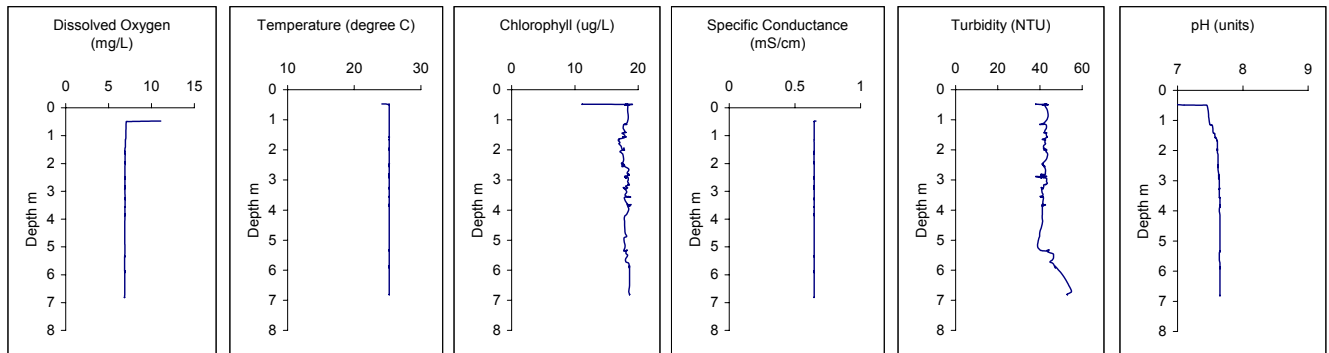 Dissolved Oxygen
(mg/L)
0 5 10 15
Depth m
0
1
2
3
4
5
6
7
8
Temperature (degree C)
10 20 30
Depth m
0
1
2
3
4
5
6
7
8
Chlorophyll (ug/L)
0 10 20
Depth m
0
1
2
3
4
5
6
7
8
Specific Conductance
(mS/cm)
0 0.5 1
Depth m
0
1
2
3
4
5
6
7
8
Turbidity (NTU)
0 20 40 60
Depth m
0
1
2
3
4
5
6
7
8
pH (units)
7 8 9
Depth m
0
1
2
3
4
5
6
7
8